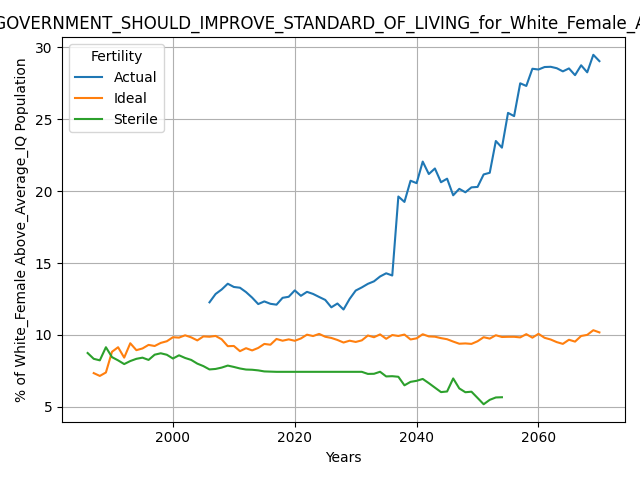 GOVERNMENT_SHOULD_IMPROVE_STANDARD_OF_LIVING_for_White_Female_A
Fertility
Actual
Ideal
Sterile
30
25
20
15
10
5
% of White_Female Above_Average_IQ Population
2000
2020
2040
2060
Years